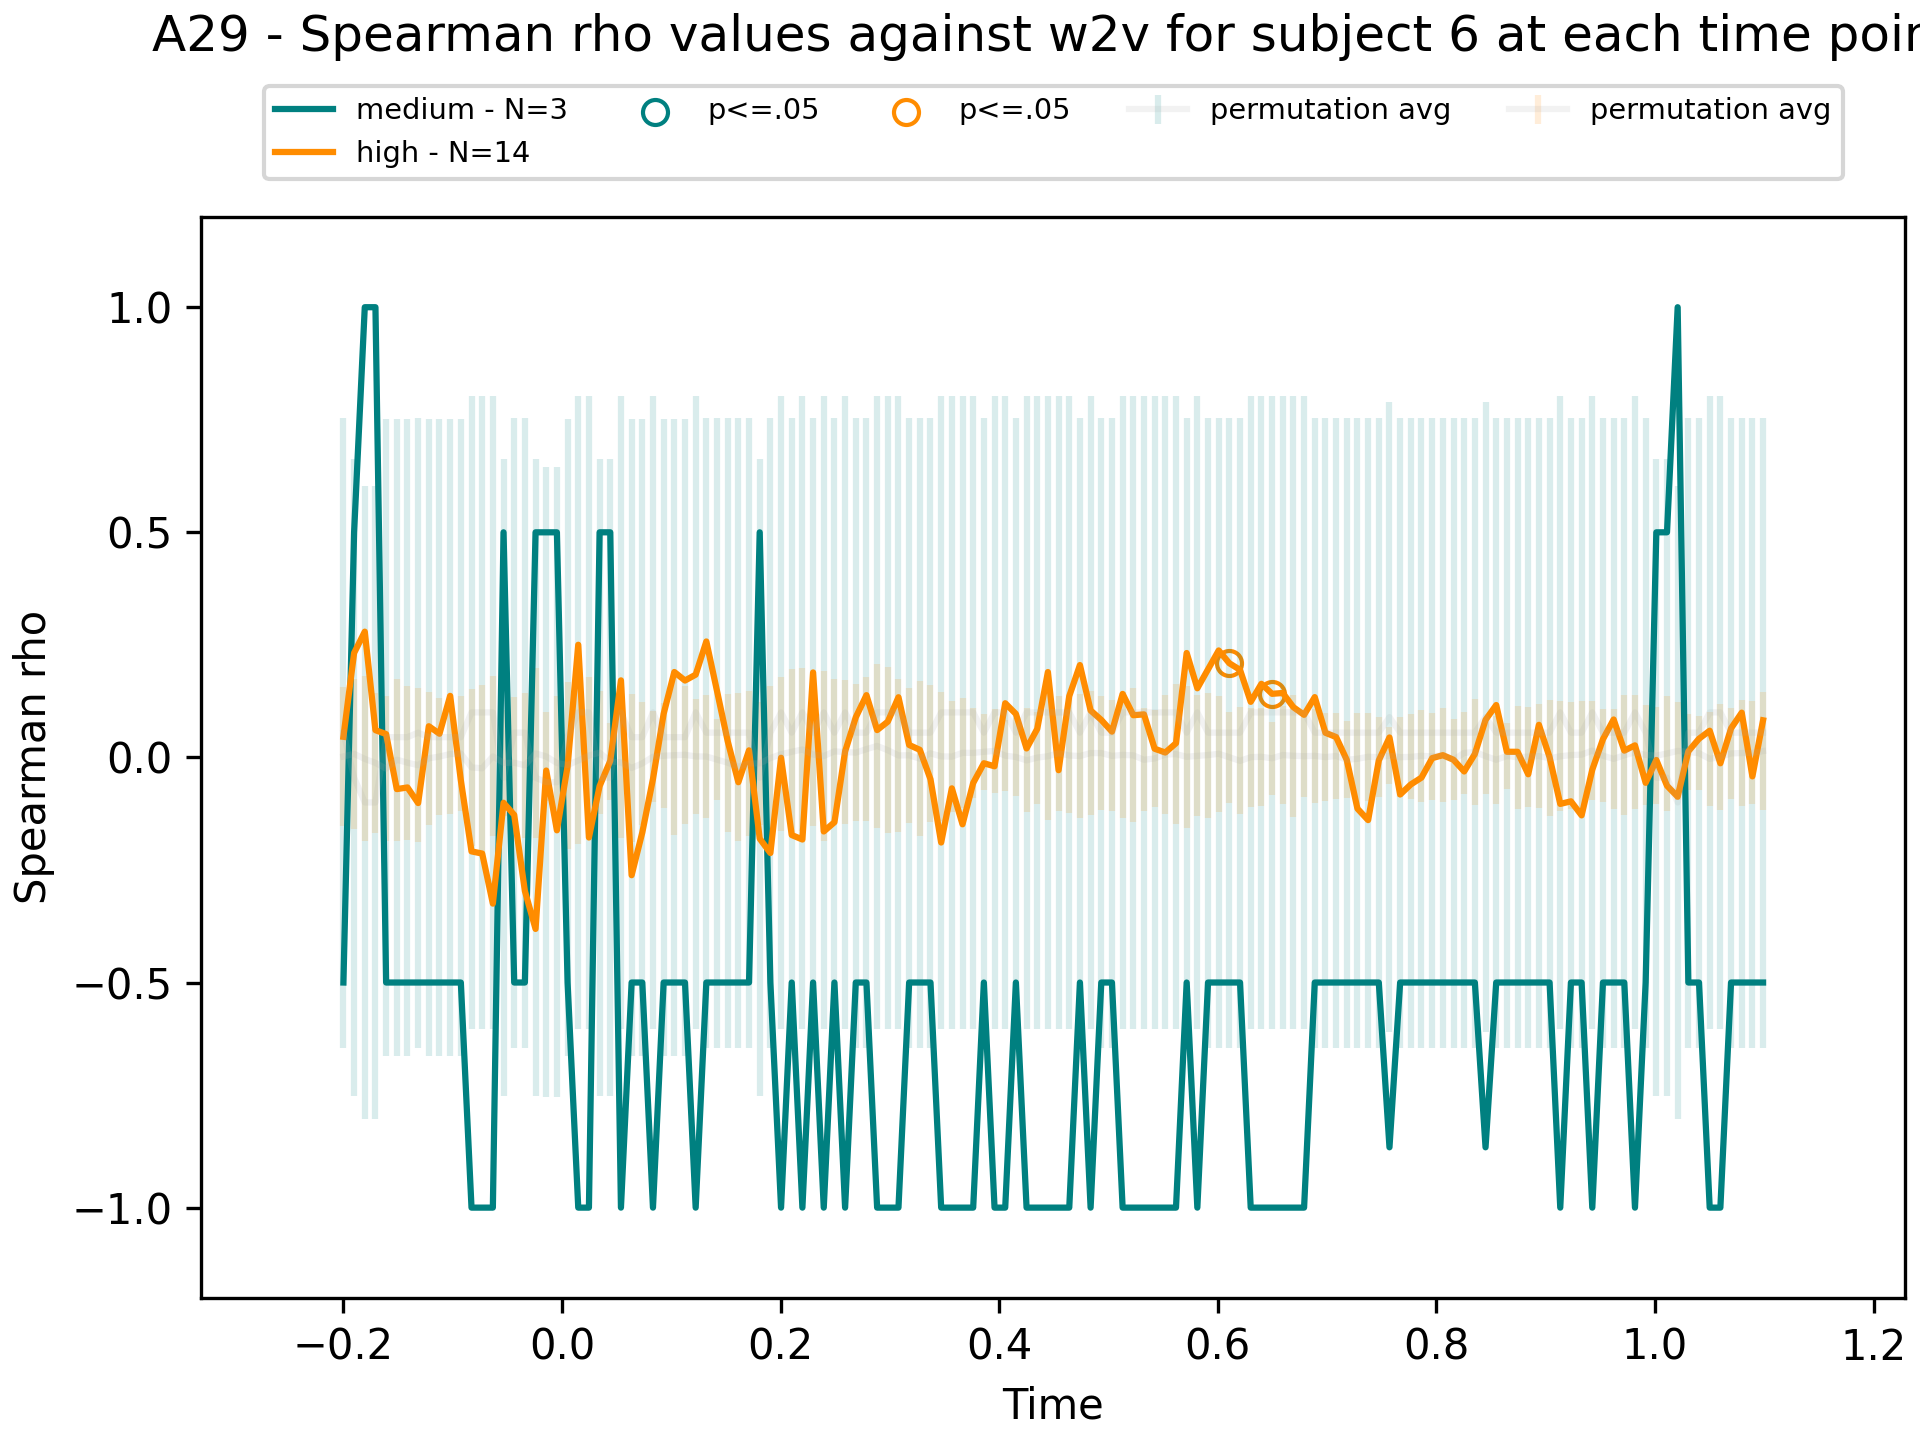 A29 - Spearman rho values against w2v for subject 6 at each time poin
medium - N=3
p<=.05
p<=.05
permutation avg
permutation avg
high - N=14
1.0
0.5
0.0
−0.5
−1.0
Spearman rho
−0.2
0.0
0.2
0.4
0.6
0.8
1.0
1.2
Time